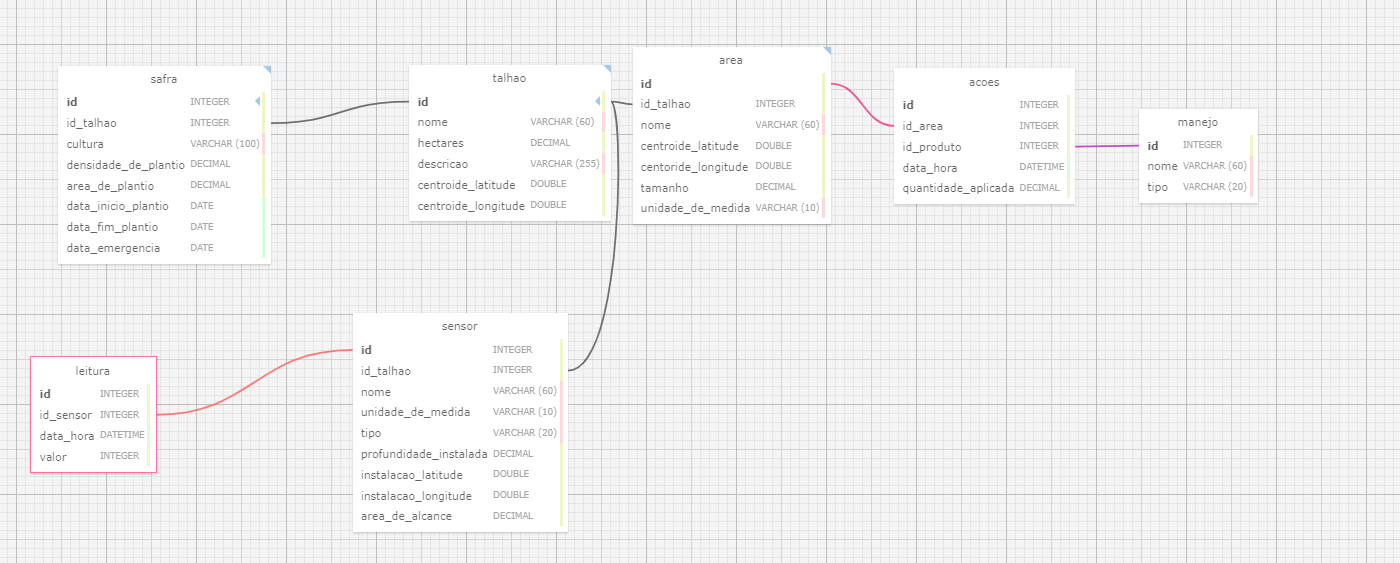 safra
id INTEGER
id_talhao INTEGER
cultura VARCHAR (100)
densidade_de_plantio DECIMAL
area_de_plantio DECIMAL
data_inicio_plantio DATE
data_fim_plantio DATE
data_emergencia DATE
talhao
id
nome VARCHAR (60)
hectares DECIMAL
descricao VARCHAR (255)
centroide_latitude DOUBLE
centroide_longitude DOUBLE
area
id
id_talhao INTEGER
nome VARCHAR (60)
centroide_latitude DOUBLE
centoride_longitude DOUBLE
tamanho DECIMAL
unidade_de_medida VARCHAR (10)
acoes
id INTEGER
id_area INTEGER
id_produto INTEGER
data_hora DATETIME
quantidade_aplicada DECIMAL
manejo
id INTEGER
nome VARCHAR (60)
tipo VARCHAR (20)
leitura
id INTEGER
id_sensor INTEGER
data_hora DATETIME
valor INTEGER
sensor
id INTEGER
id_talhao INTEGER
nome VARCHAR (60)
unidade_de_medida VARCHAR (10)
tipo VARCHAR (20)
profundidade_instalada DECIMAL
instalacao_latitude DOUBLE
instalacao_longitude DOUBLE
area_de_alcance DECIMAL